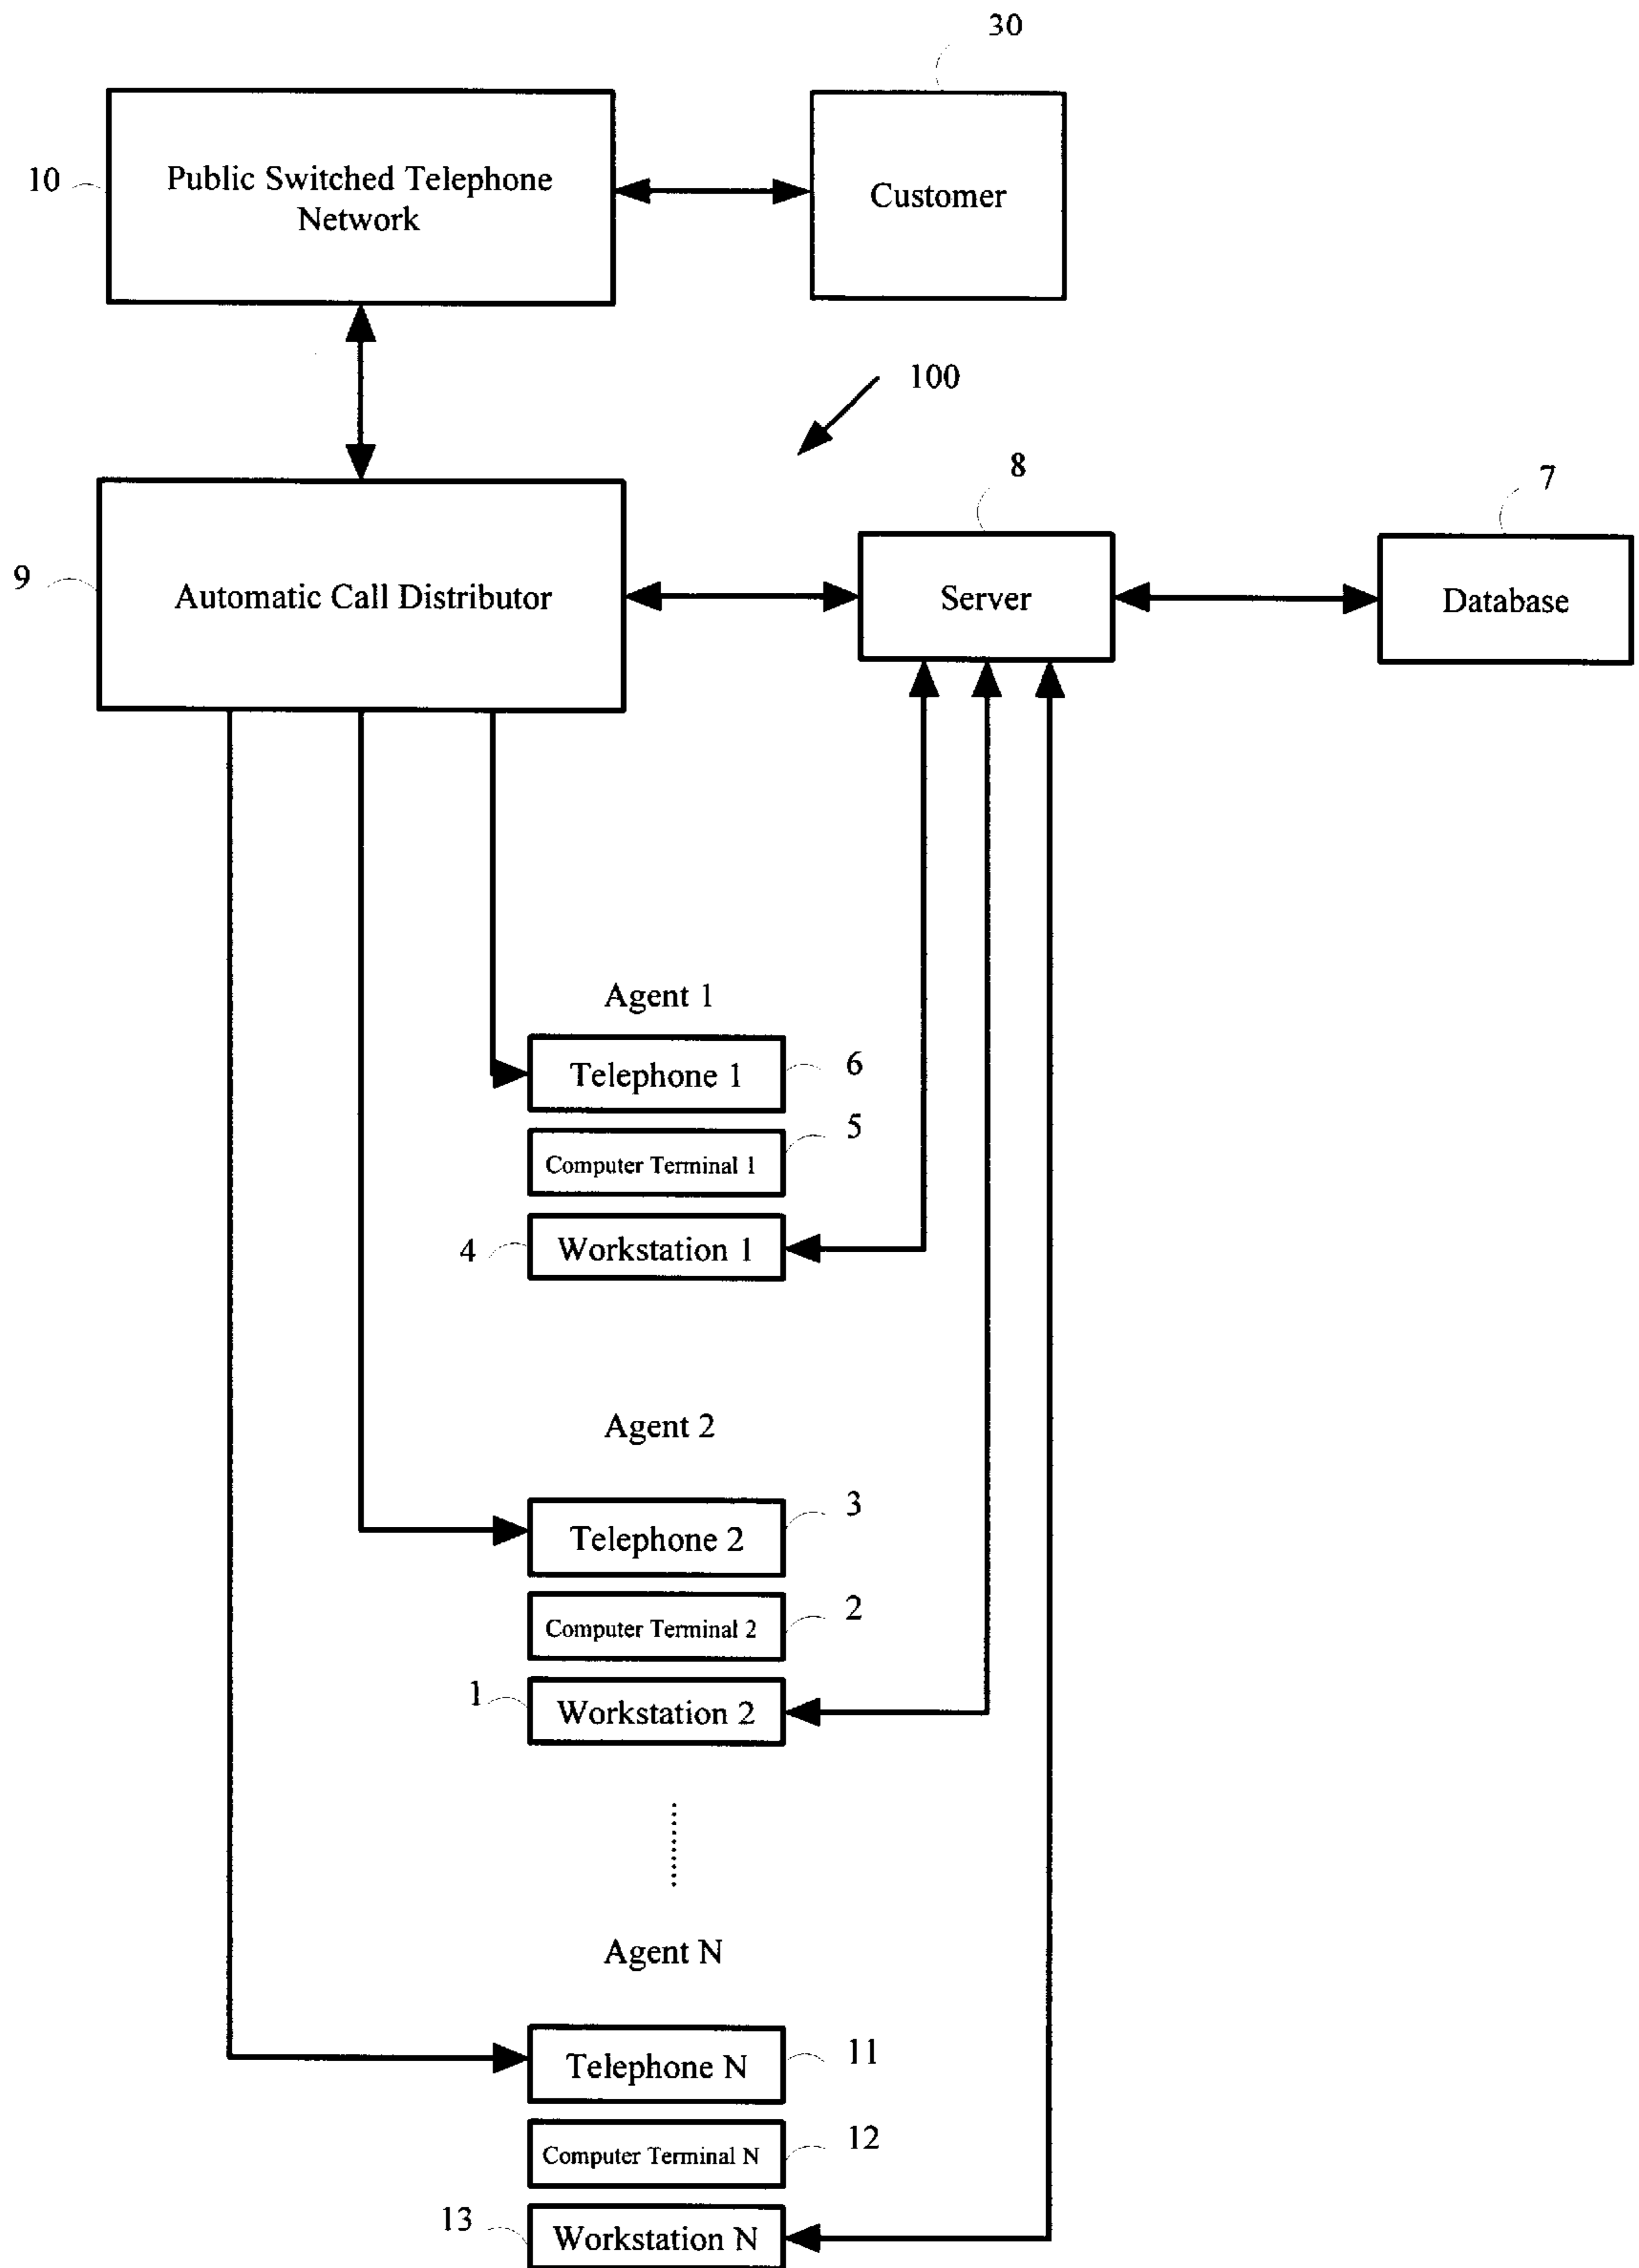 30
10
Public Switched Telephone
Network
Customer
100
8
7
9
Automatic Call Distributor
Server
Database
Agent 1
Telephone 1
6
Computer Terminal 1
5
4
Workstation 1
Agent 2
Telephone 2
3
Computer Terminal 2
2
1
Workstation 2
Agent N
Telephone N
11
Computer Terminal N
12
13
Workstation N